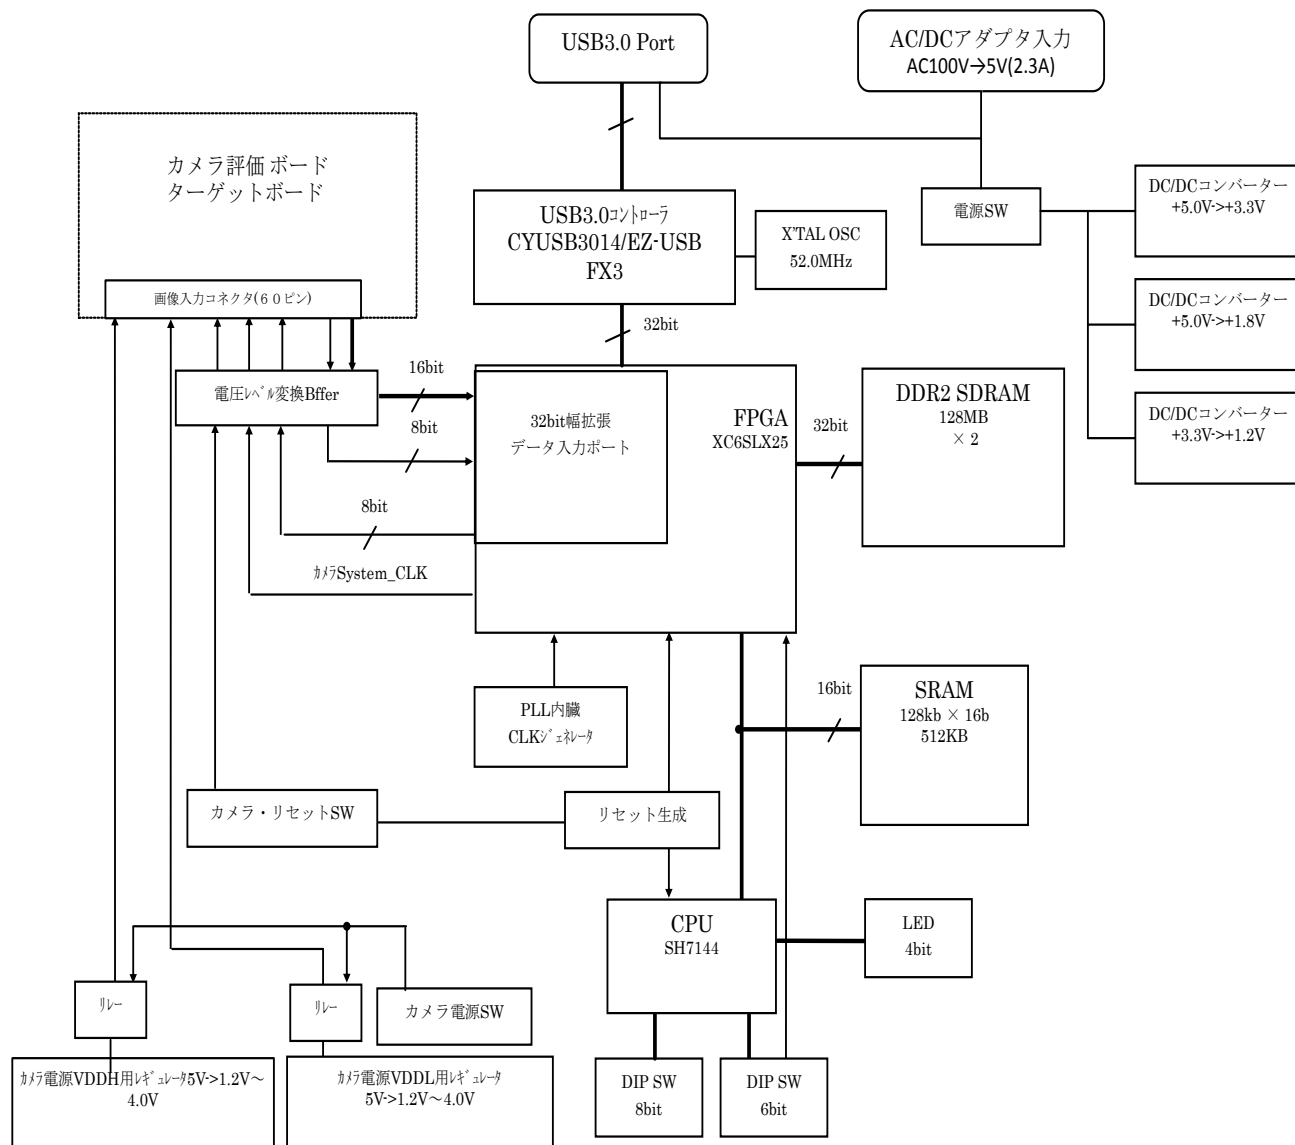 USB3.0 Port
AC/DCアダプタ入力
AC100V→5V(2.3A)
カメラ評価 ボード
ターゲットボード
画像入力コネクタ(６０ピン)
USB3.0ｺﾝﾄﾛｰﾗ
CYUSB3014/EZ-USB
FX3
X'TAL OSC
52.0MHz
電源SW
DC/DCコンバーター
+5.0V->+3.3V
DC/DCコンバーター
+5.0V->+1.8V
DC/DCコンバーター
+3.3V->+1.2V
32bit
電圧ﾚﾍﾞﾙ変換Bffer
16bit
8bit
8bit
ｶﾒﾗSystem_CLK
32bit幅拡張
データ入力ポート
FPGA
XC6SLX25
32bit
DDR2 SDRAM
128MB
× 2
PLL内臓
CLKｼﾞｪﾈﾚｰﾀ
16bit
SRAM
128kb × 16b
512KB
カメラ・リセットSW
リセット生成
CPU
SH7144
LED
4bit
ﾘﾚｰ
ﾘﾚｰ
カメラ電源SW
ｶﾒﾗ電源VDDH用ﾚｷﾞｭﾚｰﾀ5V->1.2V～
4.0V
ｶﾒﾗ電源VDDL用ﾚｷﾞｭﾚｰﾀ
5V->1.2V～4.0V
DIP SW
8bit
DIP SW
6bit